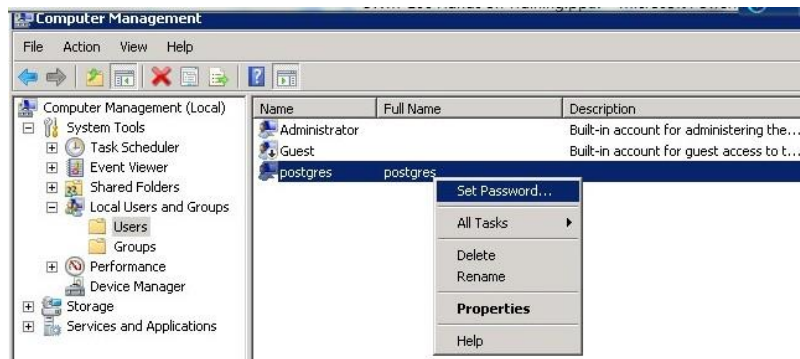 Computer Management
File Action View Help
Computer Management (Local)
System Tools
Task Scheduler
Event Viewer
Shared Folders
Local Users and Groups
Users
Groups
Performance
Device Manager
Storage
Services and Applications
Name Full Name Description
Administrator Built-in account for administering the...
Guest Built-in account for guest access to t...
postgres postgres
Set Password...
All Tasks
Delete
Rename
Properties
Help